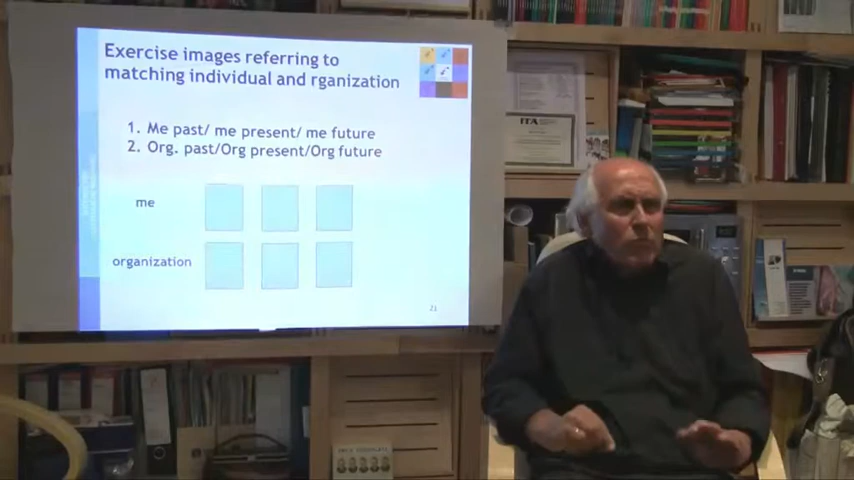 Exercise images referring to
matching individual and rganization
1. Me past/ me present/ me future
2. Org. past/Org present/Org future
me
organization
21
ITA